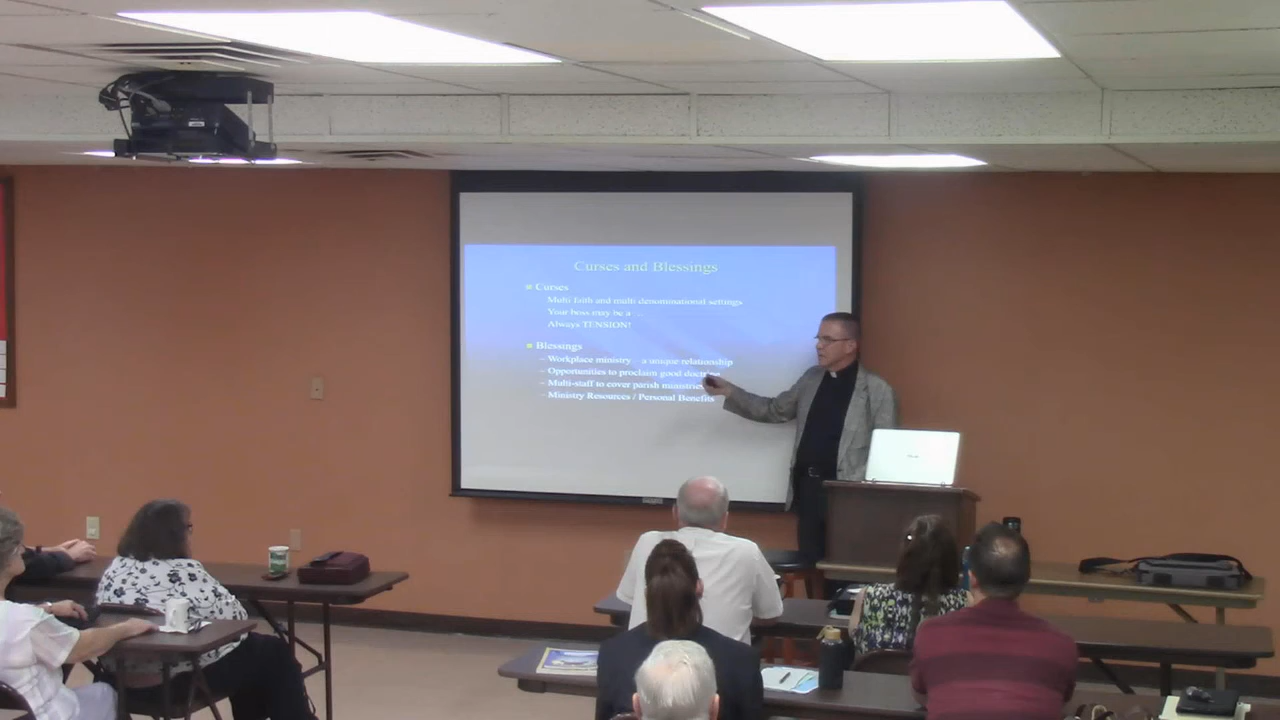 Curses and Blessings
Curses
Multi faith and multi denominational settings
Your boss may be a ...
Always TENSION!
Blessings
– Workplace ministry – a unique relationship
– Opportunities to proclaim good doctrine
– Multi-staff to cover parish ministries
– Ministry Resources / Personal Benefits